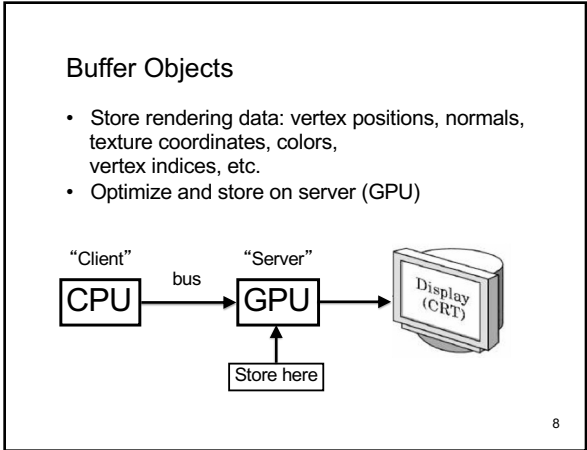 Buffer Objects
• Store rendering data: vertex positions, normals,
texture coordinates, colors,
vertex indices, etc.
• Optimize and store on server (GPU)
“Client”
bus
“Server”
CPU
GPU
Display
(CRT)
Store here
8